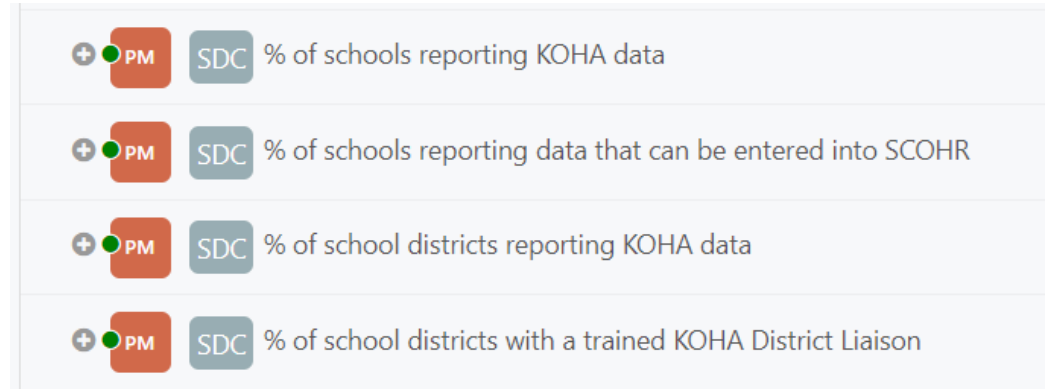 PM SDC % of schools reporting KOHA data
PM SDC % of schools reporting data that can be entered into SCOHR
PM SDC % of school districts reporting KOHA data
PM SDC % of school districts with a trained KOHA District Liaison